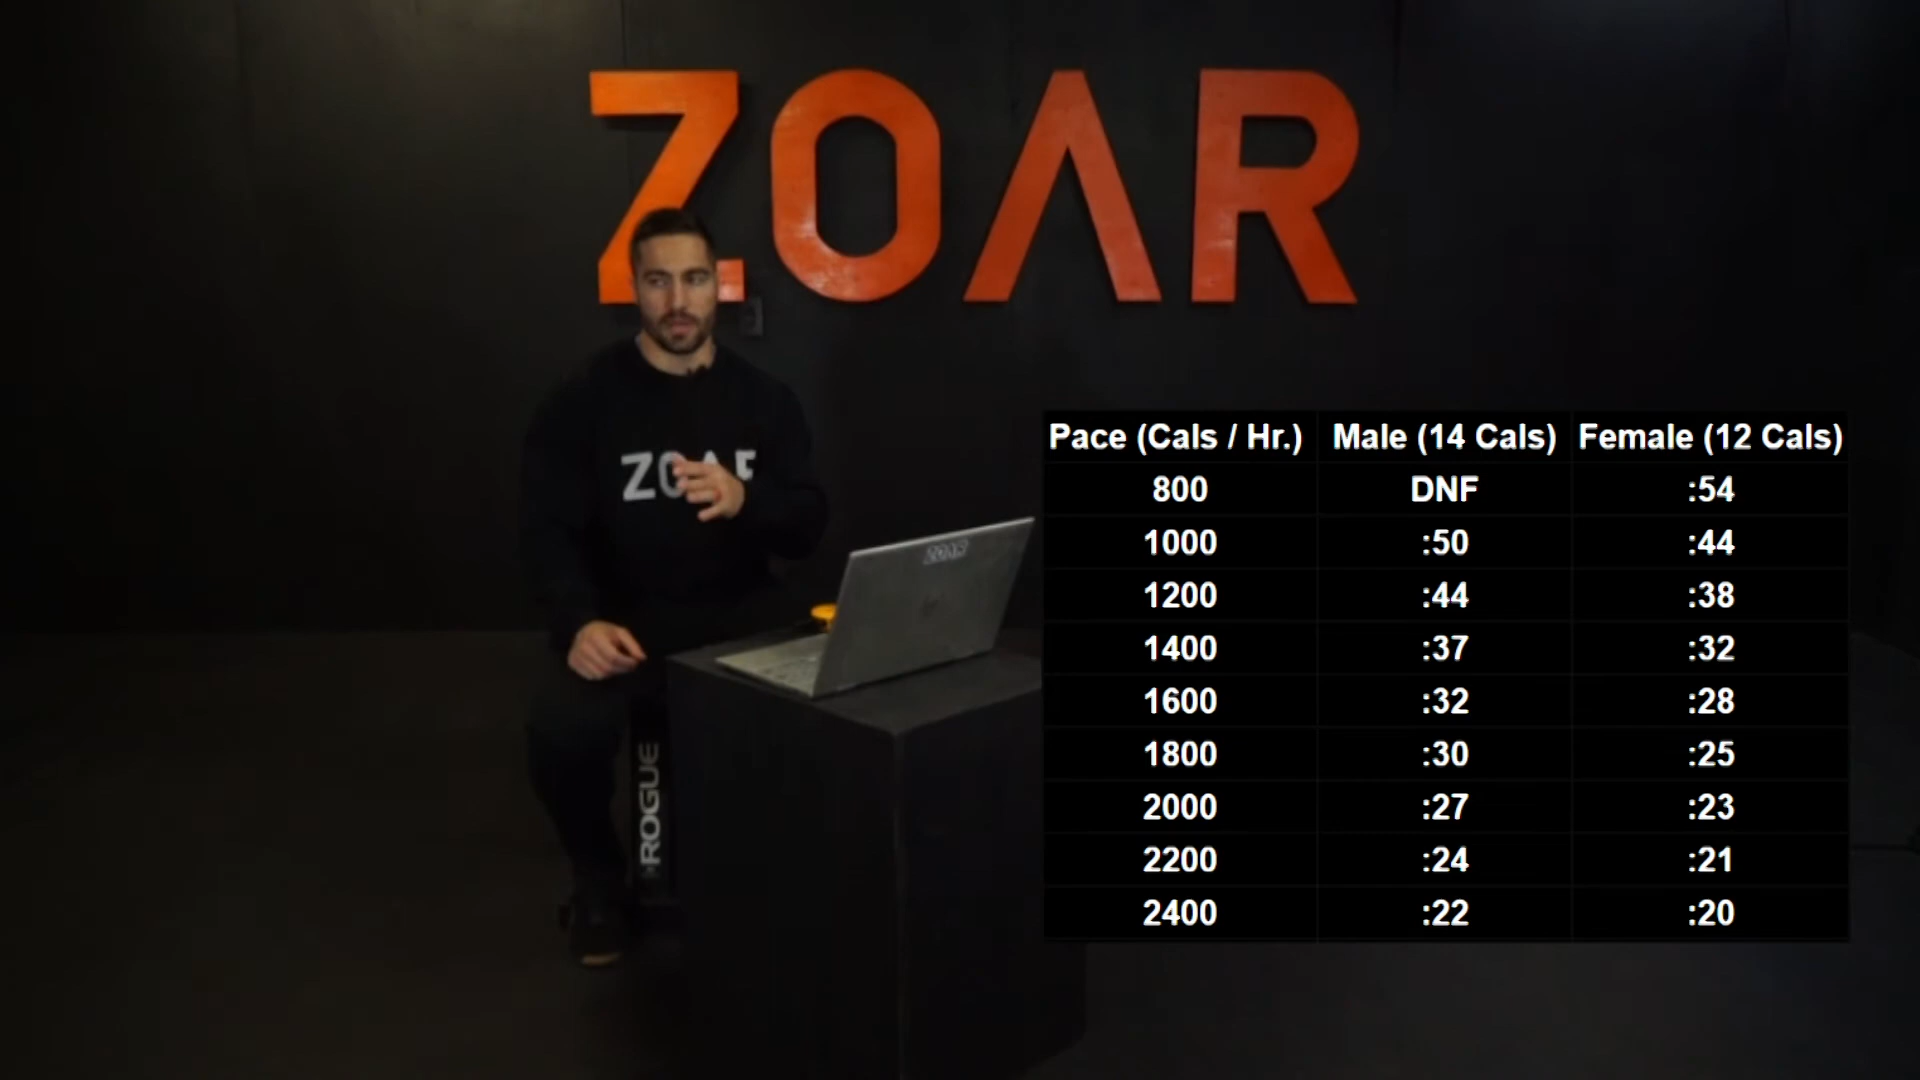 ZOAR
ZOAR
ZOAR
ROGUE
Pace (Cals / Hr.) Male (14 Cals) Female (12 Cals)
800 DNF :54
1000 :50 :44
1200 :44 :38
1400 :37 :32
1600 :32 :28
1800 :30 :25
2000 :27 :23
2200 :24 :21
2400 :22 :20